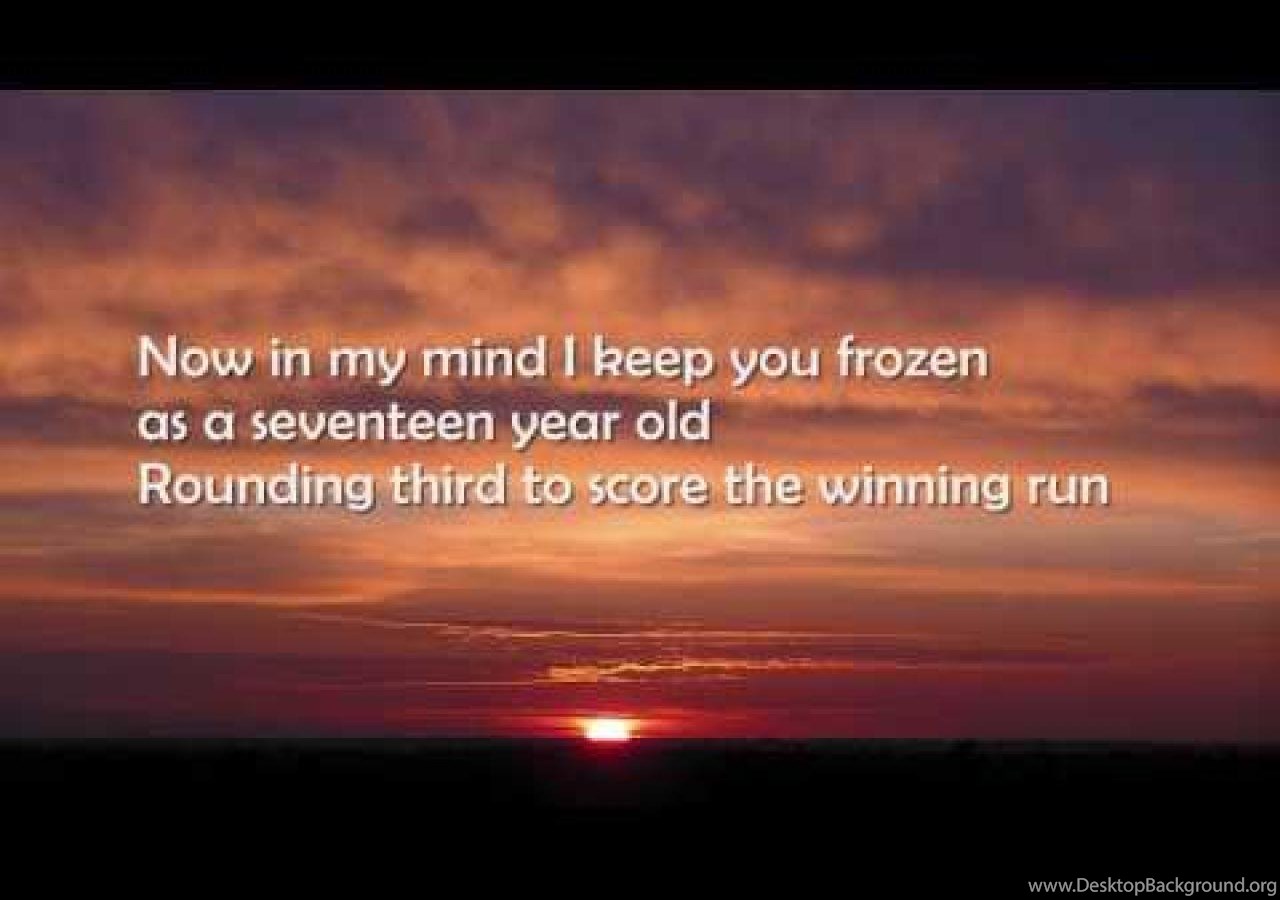 Now in my mind I keep you frozen
as a seventeen year old
Rounding third to score the winning run
www.DesktopBackground.org